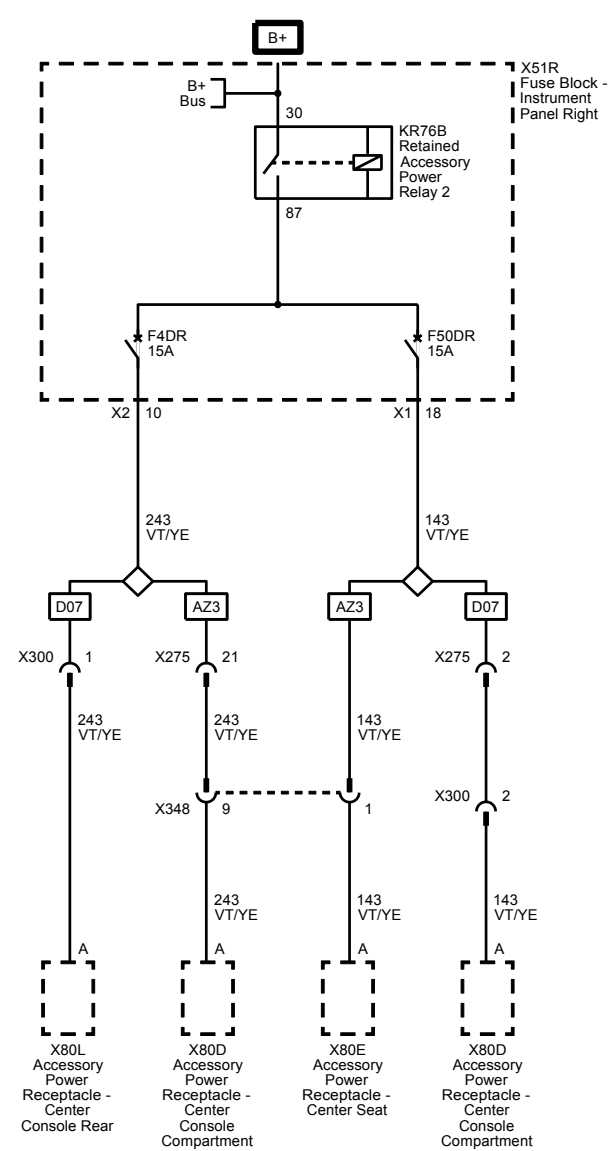 B+
X51R
Fuse Block -
Instrument
Panel Right
B+
Bus
30
KR76B
Retained
Accessory
Power
Relay 2
87
F4DR
15A
F50DR
15A
X2 10
X1 18
243
VT/YE
143
VT/YE
D07
AZ3
AZ3
D07
X300 1
X275 21
X275 2
243
VT/YE
243
VT/YE
143
VT/YE
X348 9
1
X300 2
243
VT/YE
143
VT/YE
143
VT/YE
A
A
A
A
X80L
Accessory
Power
Receptacle -
Center
Console Rear
X80D
Accessory
Power
Receptacle -
Center
Console
Compartment
X80E
Accessory
Power
Receptacle -
Center Seat
X80D
Accessory
Power
Receptacle -
Center
Console
Compartment